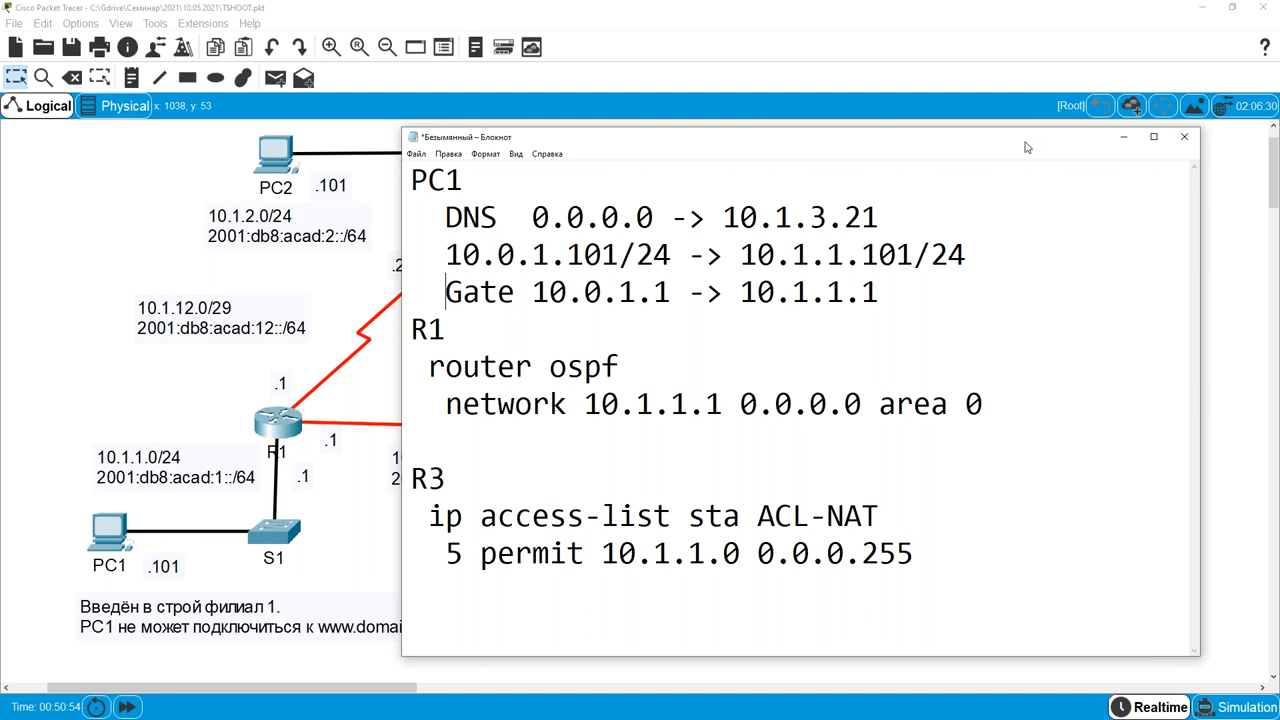 Cisco Packet Tracer - C:\Gdrive\Семинар\2021\10.05.2021\TSHOOT.pkt
File Edit Options View Tools Extensions Help
Logical Physical x: 1038, y: 53 [Root] 02:06:30
PC2 .101
10.1.2.0/24
2001:db8:acad:2::/64
.2
10.1.12.0/29
2001:db8:acad:12::/64
.1
R1
.1
10.1.1.0/24
2001:db8:acad:1::/64
.1
PC1 .101
S1
Введён в строй филиал 1.
PC1 не может подключиться к www.domai
*Безымянный – Блокнот
Файл Правка Формат Вид Справка
PC1
DNS 0.0.0.0 -> 10.1.3.21
10.0.1.101/24 -> 10.1.1.101/24
Gate 10.0.1.1 -> 10.1.1.1
R1
router ospf
network 10.1.1.1 0.0.0.0 area 0
R3
ip access-list sta ACL-NAT
5 permit 10.1.1.0 0.0.0.255
Time: 00:50:54 Realtime Simulation